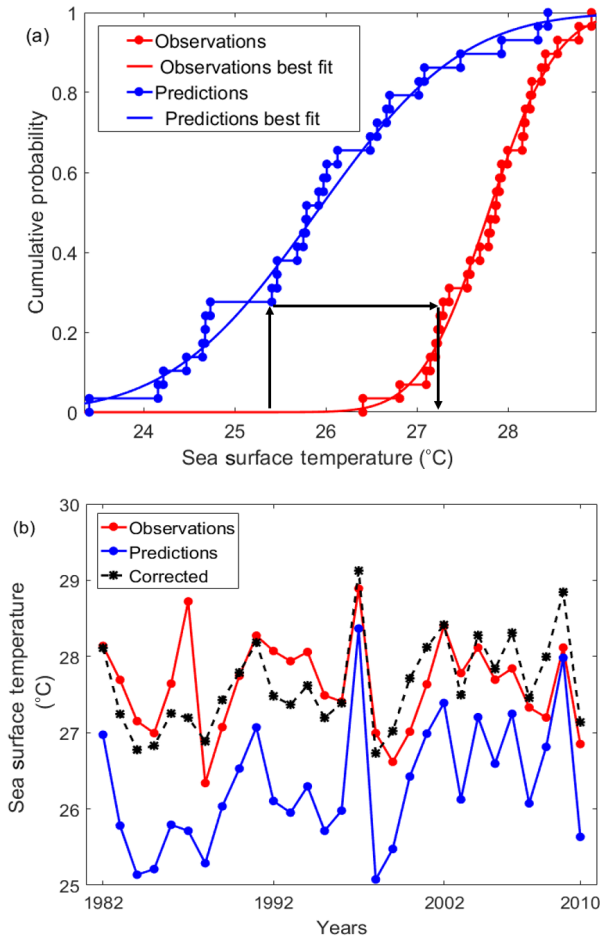 (a)
Observations
Observations best fit
Predictions
Predictions best fit
1
0.8
0.6
0.4
0.2
0
Cumulative probability
24 25 26 27 28
Sea surface temperature (°C)
(b)
Observations
Predictions
Corrected
30
29
28
27
26
25
Sea surface temperature
(°C)
1982 1992 2002 2010
Years